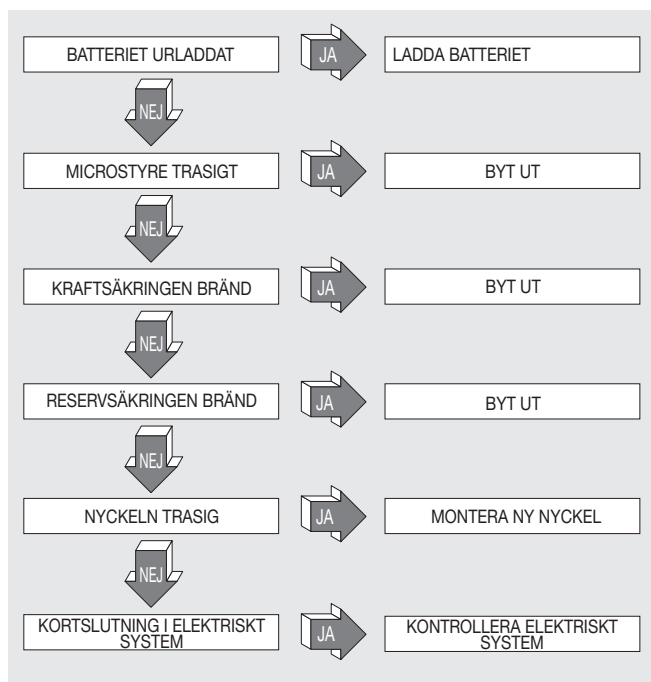 BATTERIET URLADDAT
JA
LADDA BATTERIET
NEJ
MICROSTYRE TRASIGT
JA
BYT UT
NEJ
KRAFTSÄKRINGEN BRÄND
JA
BYT UT
NEJ
RESERVSÄKRINGEN BRÄND
JA
BYT UT
NEJ
NYCKELN TRASIG
JA
MONTERA NY NYCKEL
NEJ
KORTSLUTNING I ELEKTRISKT
SYSTEM
JA
KONTROLLERA ELEKTRISKT
SYSTEM